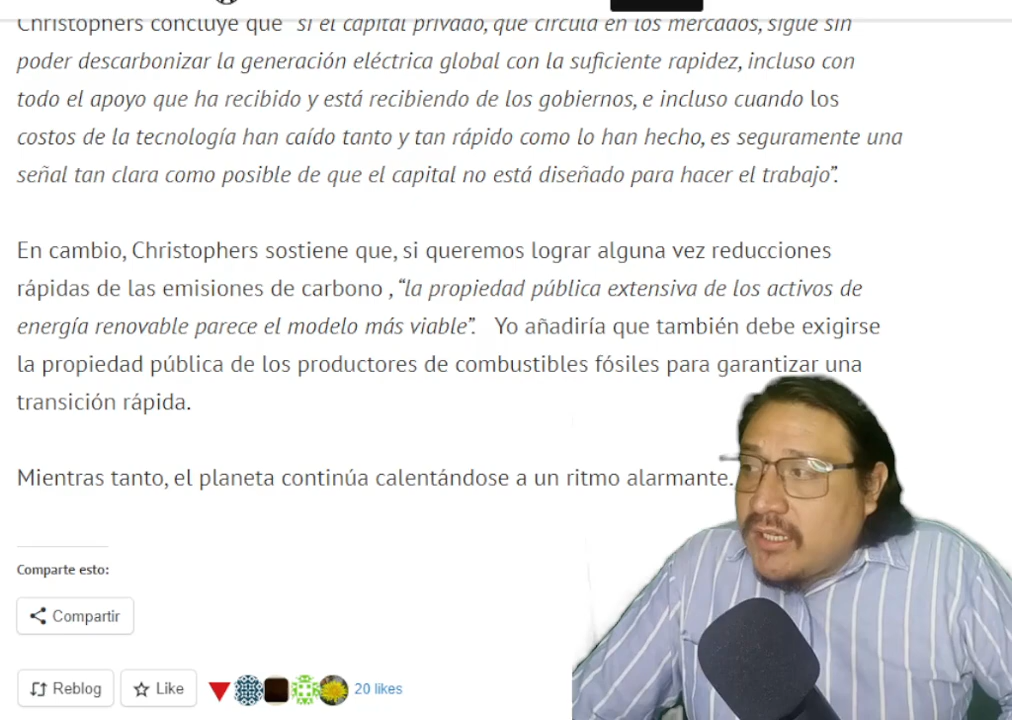 Christophers concluye que "si el capital privado, que circula en los mercados, sigue sin
poder descarbonizar la generación eléctrica global con la suficiente rapidez, incluso con
todo el apoyo que ha recibido y está recibiendo de los gobiernos, e incluso cuando los
costos de la tecnología han caído tanto y tan rápido como lo han hecho, es seguramente una
señal tan clara como posible de que el capital no está diseñado para hacer el trabajo”.
En cambio, Christophers sostiene que, si queremos lograr alguna vez reducciones
rápidas de las emisiones de carbono , “la propiedad pública extensiva de los activos de
energía renovable parece el modelo más viable”. Yo añadiría que también debe exigirse
la propiedad pública de los productores de combustibles fósiles para garantizar una
transición rápida.
Mientras tanto, el planeta continúa calentándose a un ritmo alarmante.
Comparte esto:
Compartir
Reblog Like 20 likes